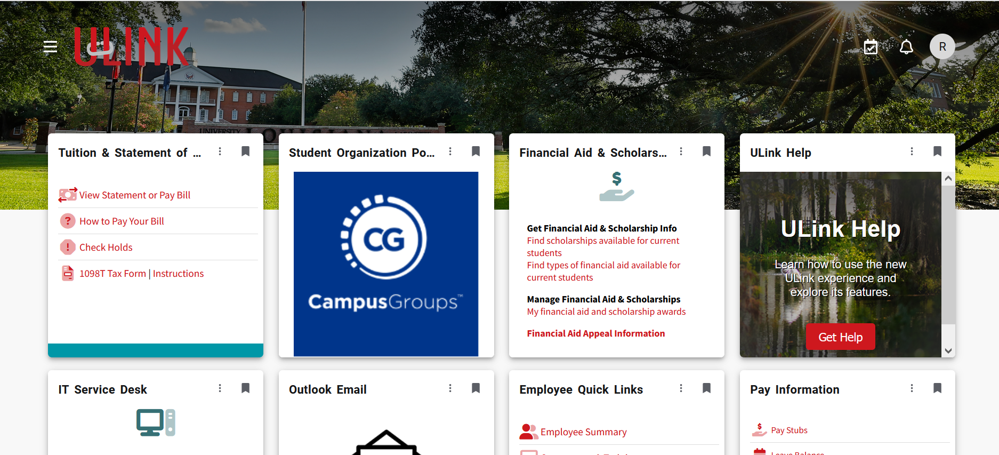 ULINK
R
UNIVERSITY LOUISIANA
Tuition & Statement of ...
View Statement or Pay Bill
How to Pay Your Bill
Check Holds
1098T Tax Form | Instructions
Student Organization Po...
CG
CampusGroups™
Financial Aid & Scholars...
Get Financial Aid & Scholarship Info
Find scholarships available for current
students
Find types of financial aid available for
current students
Manage Financial Aid & Scholarships
My financial aid and scholarship awards
Financial Aid Appeal Information
ULink Help
ULink Help
Learn how to use the new
ULink experience and
explore its features.
Get Help
IT Service Desk
Outlook Email
Employee Quick Links
Employee Summary
Pay Information
Pay Stubs
Leave Balance